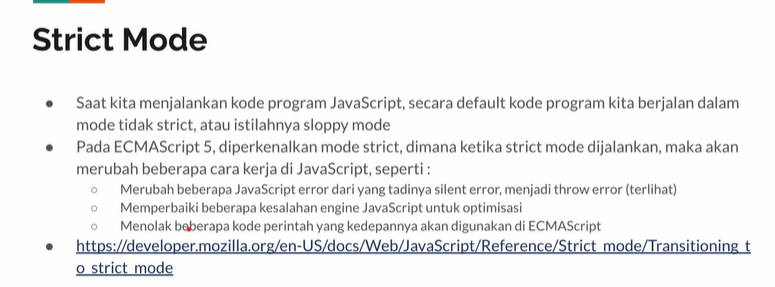 Strict Mode
● Saat kita menjalankan kode program JavaScript, secara default kode program kita berjalan dalam
mode tidak strict, atau istilahnya sloppy mode
● Pada ECMAScript 5, diperkenalkan mode strict, dimana ketika strict mode dijalankan, maka akan
merubah beberapa cara kerja di JavaScript, seperti :
○ Merubah beberapa JavaScript error dari yang tadinya silent error, menjadi throw error (terlihat)
○ Memperbaiki beberapa kesalahan engine JavaScript untuk optimisasi
○ Menolak beberapa kode perintah yang kedepannya akan digunakan di ECMAScript
● https://developer.mozilla.org/en-US/docs/Web/JavaScript/Reference/Strict_mode/Transitioning_t
o_strict_mode